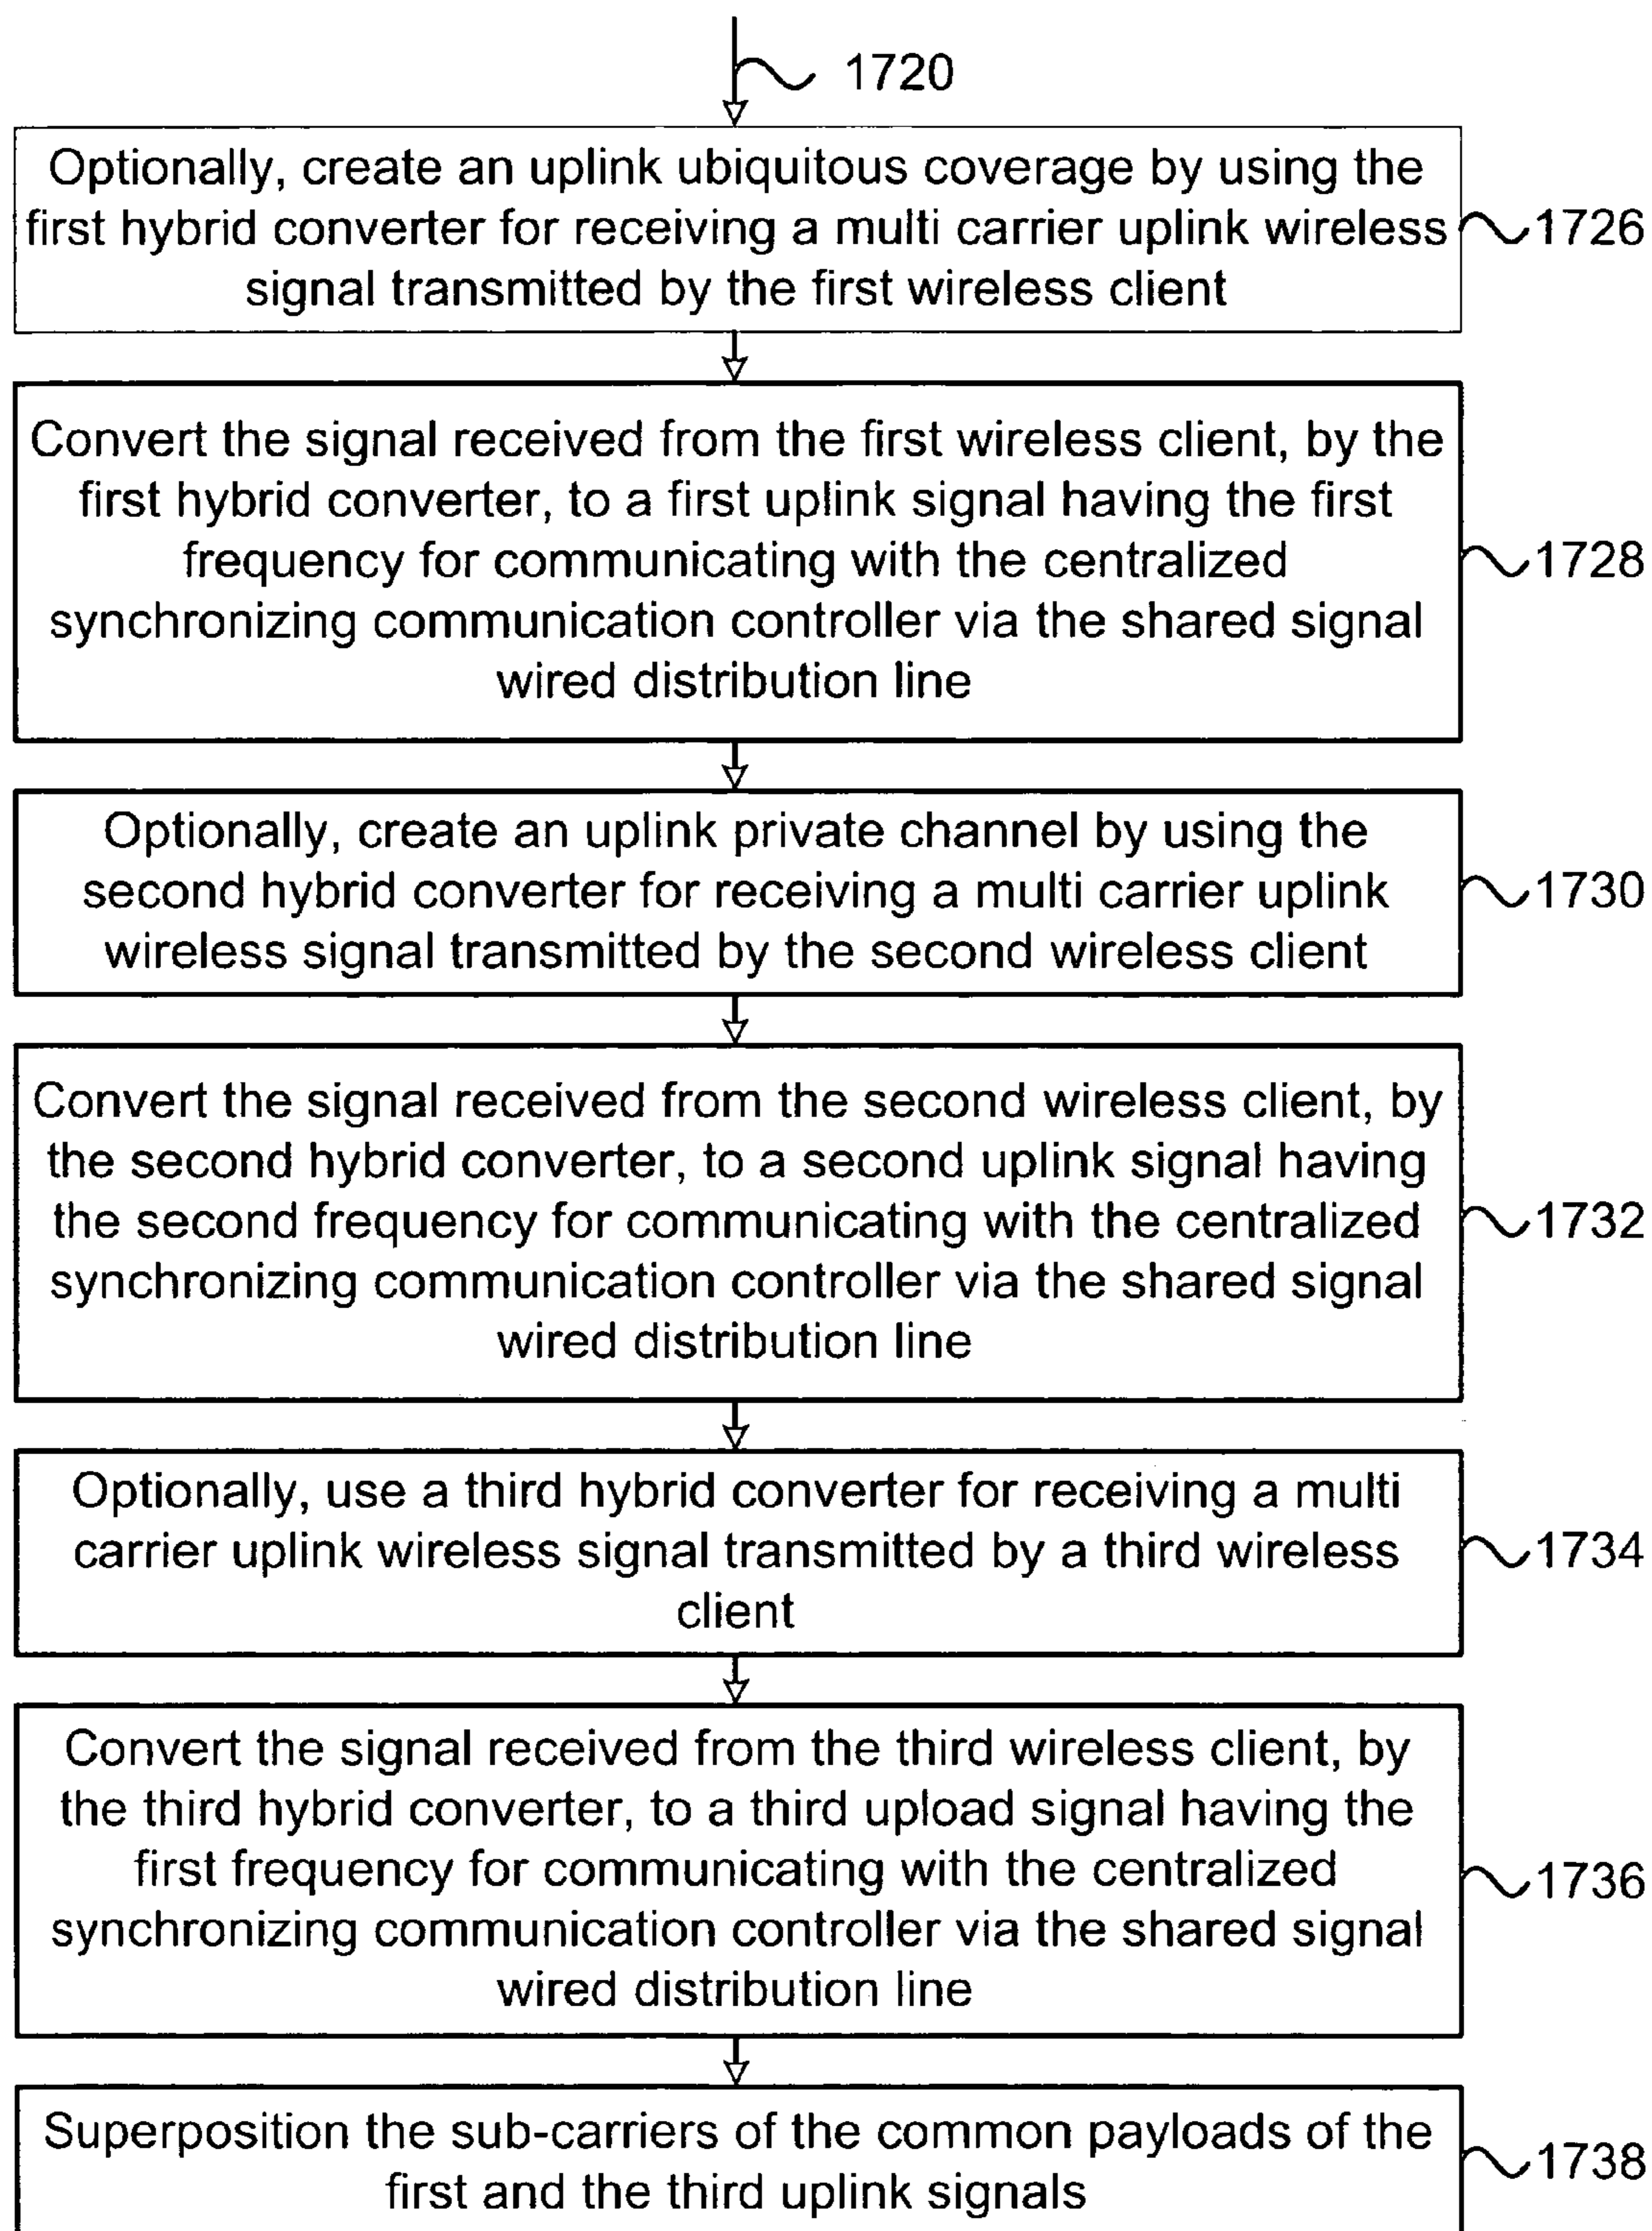 1720
Optionally, create an uplink ubiquitous coverage by using the
first hybrid converter for receiving a multi carrier uplink wireless
signal transmitted by the first wireless client
1726
Convert the signal received from the first wireless client, by the
first hybrid converter, to a first uplink signal having the first
frequency for communicating with the centralized
synchronizing communication controller via the shared signal
wired distribution line
1728
Optionally, create an uplink private channel by using the
second hybrid converter for receiving a multi carrier uplink
wireless signal transmitted by the second wireless client
1730
Convert the signal received from the second wireless client, by
the second hybrid converter, to a second uplink signal having
the second frequency for communicating with the centralized
synchronizing communication controller via the shared signal
wired distribution line
1732
Optionally, use a third hybrid converter for receiving a multi
carrier uplink wireless signal transmitted by a third wireless
client
1734
Convert the signal received from the third wireless client, by
the third hybrid converter, to a third upload signal having the
first frequency for communicating with the centralized
synchronizing communication controller via the shared signal
wired distribution line
1736
Superposition the sub-carriers of the common payloads of the
first and the third uplink signals
1738